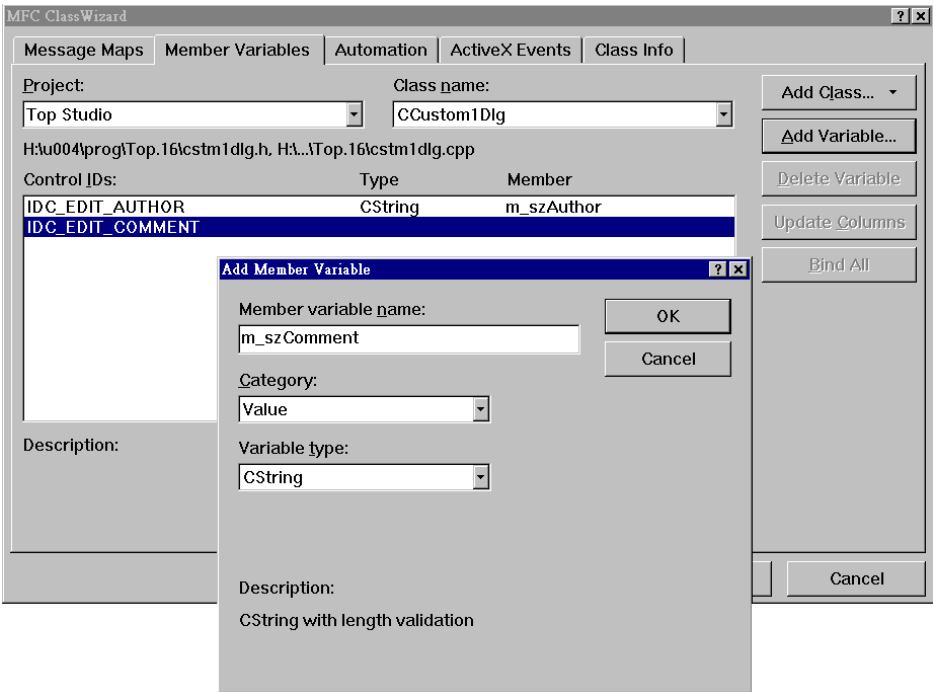 MFC ClassWizard
Message Maps
Member Variables
Automation
ActiveX Events
Class Info
Project:
Class name:
Add Class...
Top Studio
CCustom1Dlg
Add Variable...
H:\u004\prog\Top.16\cstm1dlg.h, H:\...\Top.16\cstm1dlg.cpp
Control IDs:
Type
Member
Delete Variable
IDC_EDIT_AUTHOR
CString
m_szAuthor
IDC_EDIT_COMMENT
Update Columns
Bind All
Add Member Variable
Member variable name:
OK
m_szComment
Cancel
Category:
Value
Description:
Variable type:
CString
Cancel
Description:
CString with length validation